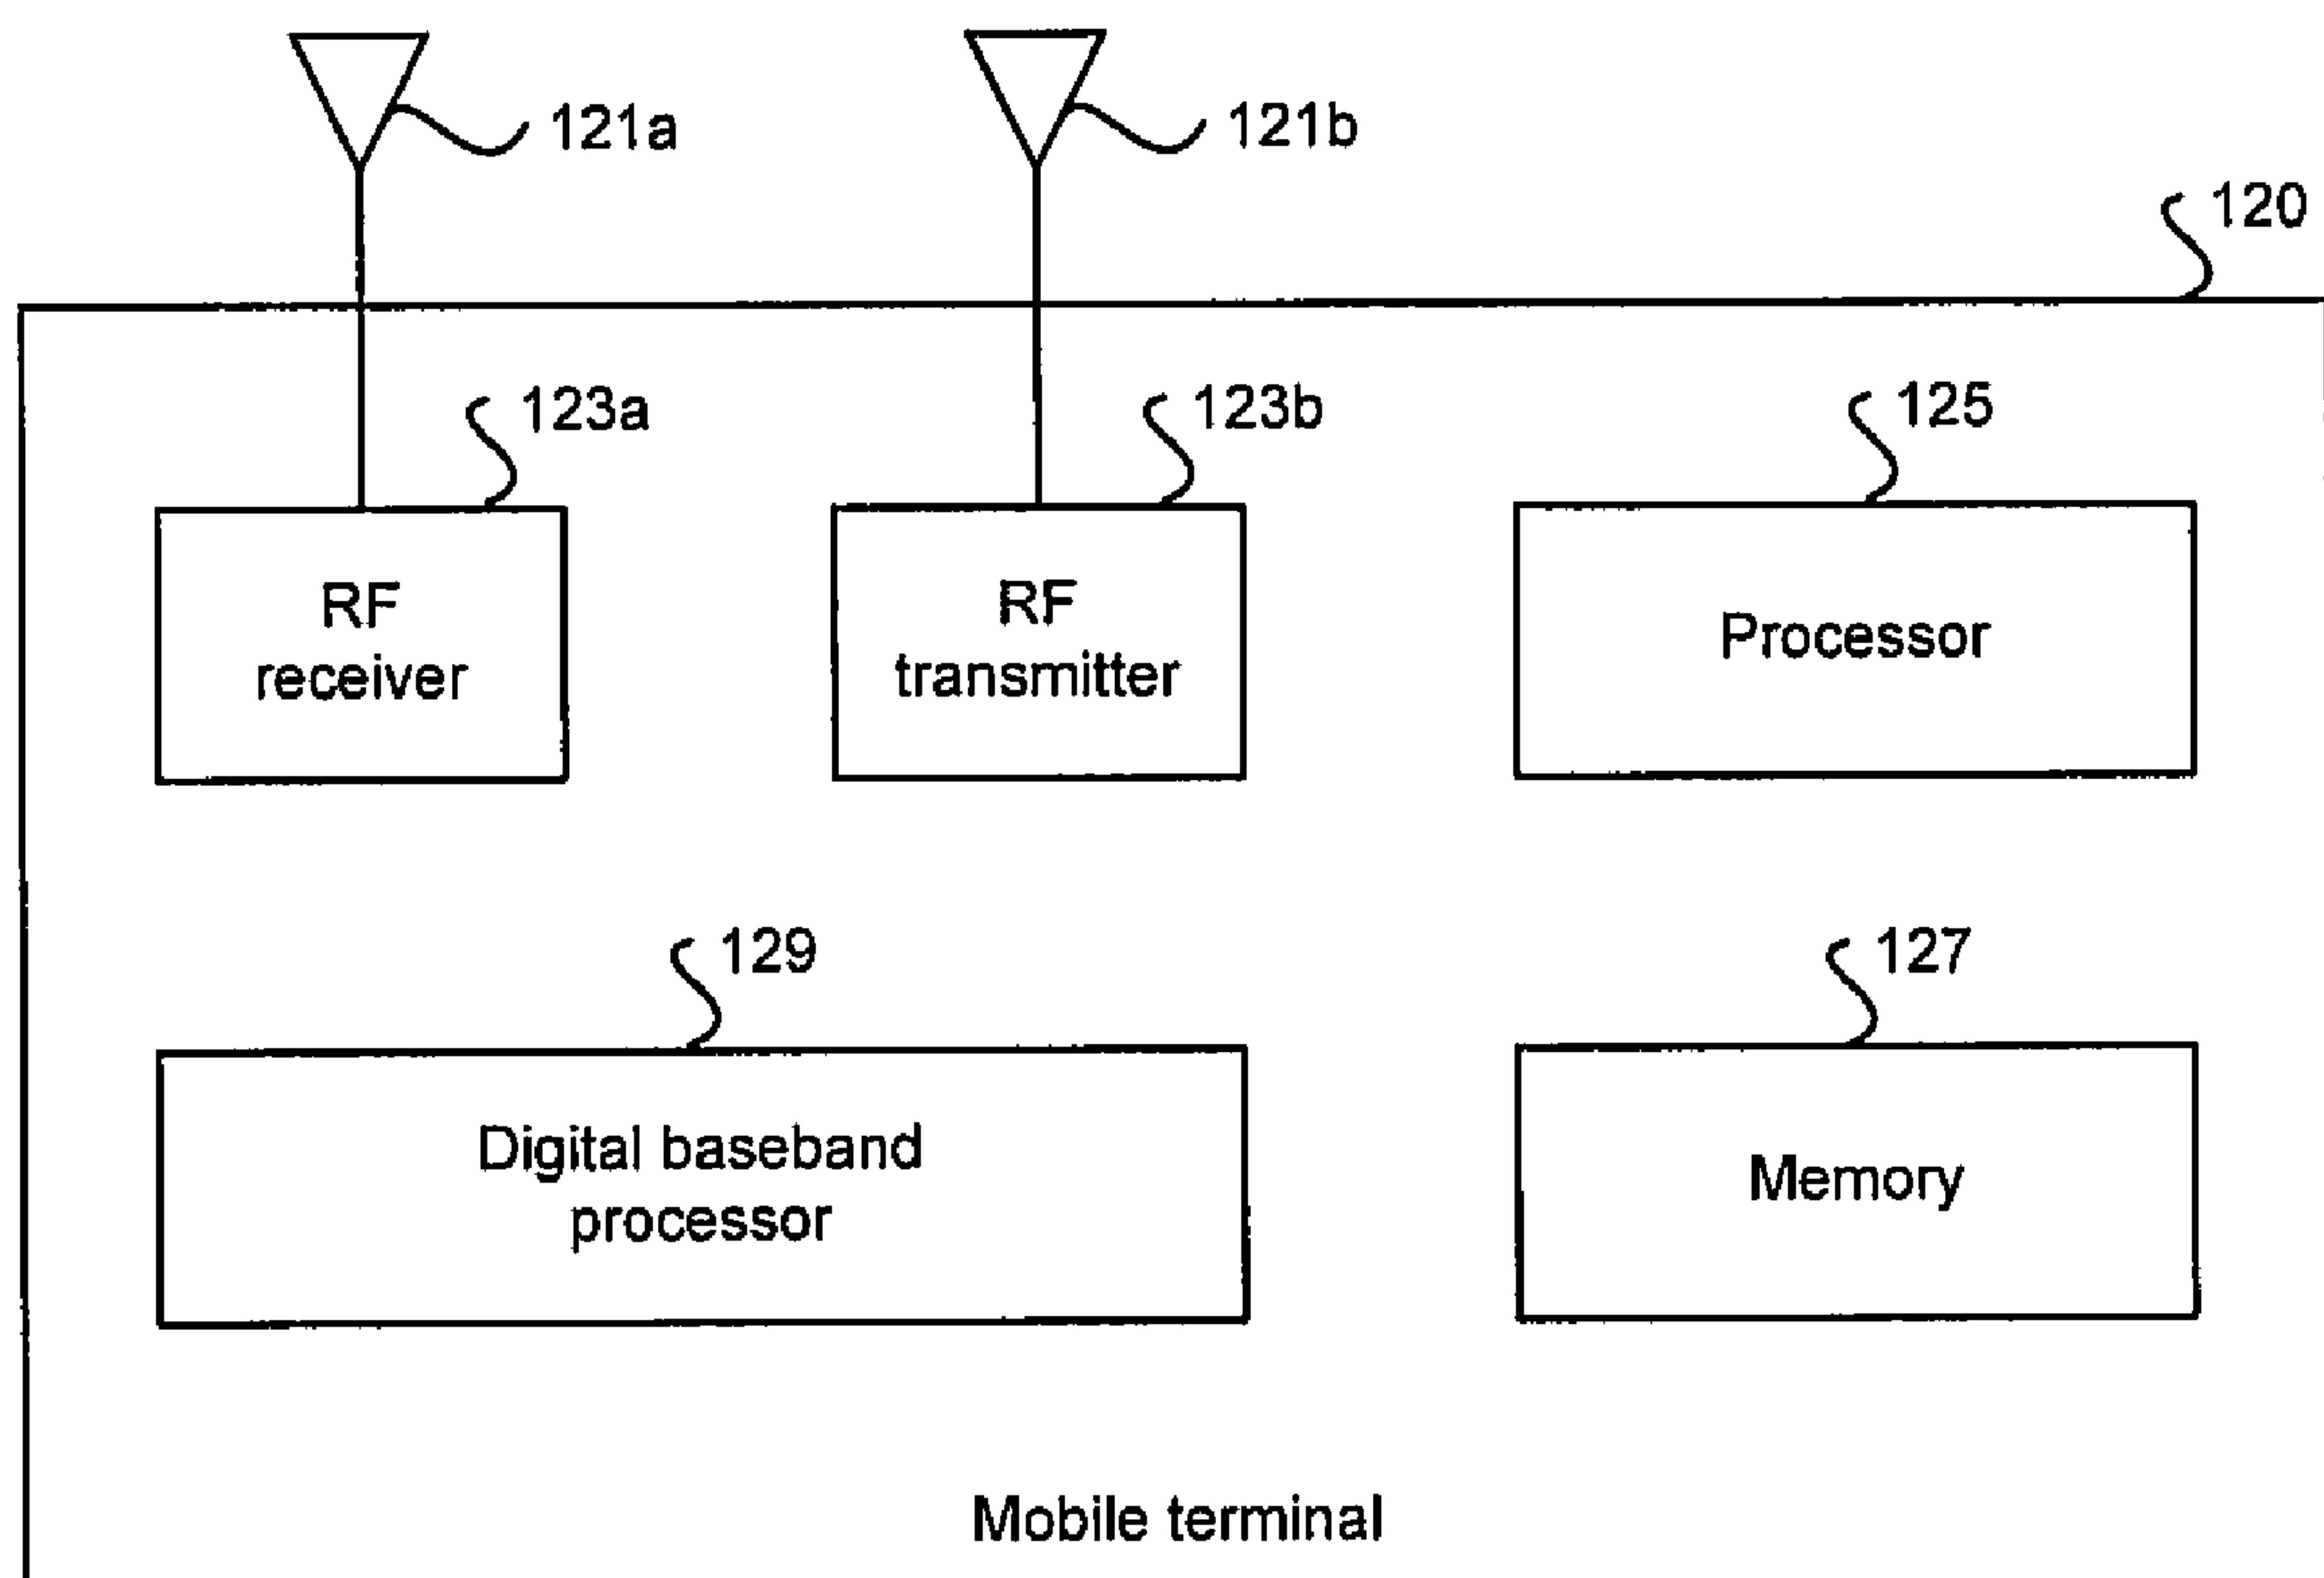 121a
121b
120
123a
123b
125
RF
receiver
RF
transmitter
Processor
129
127
Digital baseband
processor
Memory
Mobile terminal